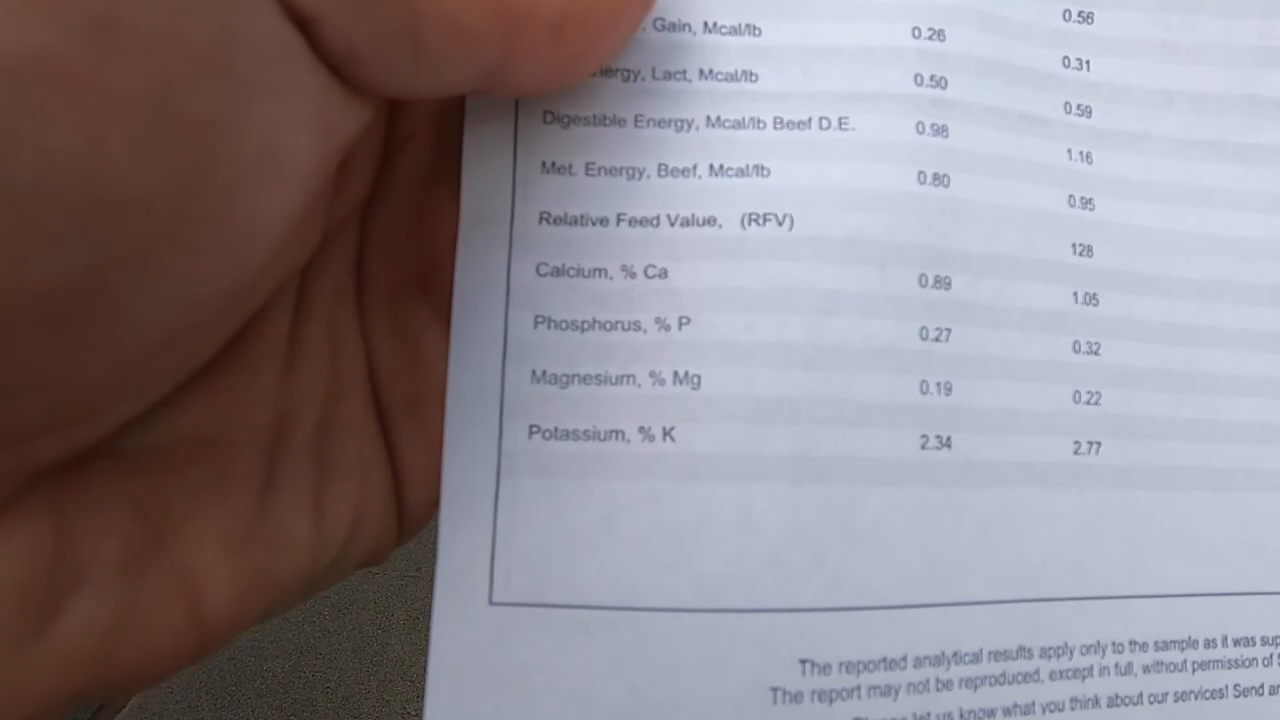 0.56
Gain, Mcal/lb 0.26 0.31
Lact, Mcal/lb 0.50 0.59
Digestible Energy, Mcal/lb Beef D.E. 0.98 1.16
Met. Energy, Beef, Mcal/lb 0.80 0.95
Relative Feed Value, (RFV) 128
Calcium, % Ca 0.89 1.05
Phosphorus, % P 0.27 0.32
Magnesium, % Mg 0.19 0.22
Potassium, % K 2.34 2.77
The reported analytical results apply only to the sample as it was
The report may not be reproduced, except in full, without permission of
let us know what you think about our services! Send